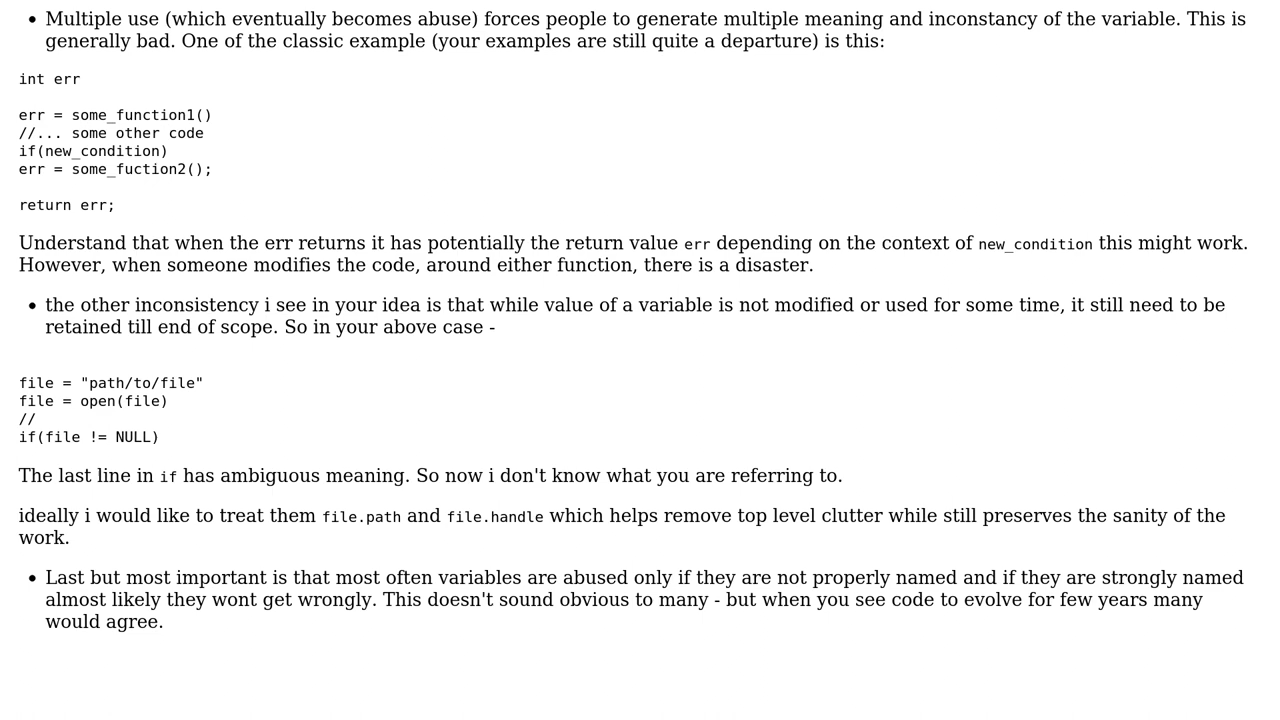 • Multiple use (which eventually becomes abuse) forces people to generate multiple meaning and inconstancy of the variable. This is
generally bad. One of the classic example (your examples are still quite a departure) is this:
int err
err = some_function1()
//... some other code
if(new_condition)
err = some_fuction2();
return err;
Understand that when the err returns it has potentially the return value err depending on the context of new_condition this might work.
However, when someone modifies the code, around either function, there is a disaster.
• the other inconsistency i see in your idea is that while value of a variable is not modified or used for some time, it still need to be
retained till end of scope. So in your above case -
file = "path/to/file"
file = open(file)
//
if(file != NULL)
The last line in if has ambiguous meaning. So now i don't know what you are referring to.
ideally i would like to treat them file.path and file.handle which helps remove top level clutter while still preserves the sanity of the
work.
• Last but most important is that most often variables are abused only if they are not properly named and if they are strongly named
almost likely they wont get wrongly. This doesn't sound obvious to many - but when you see code to evolve for few years many
would agree.